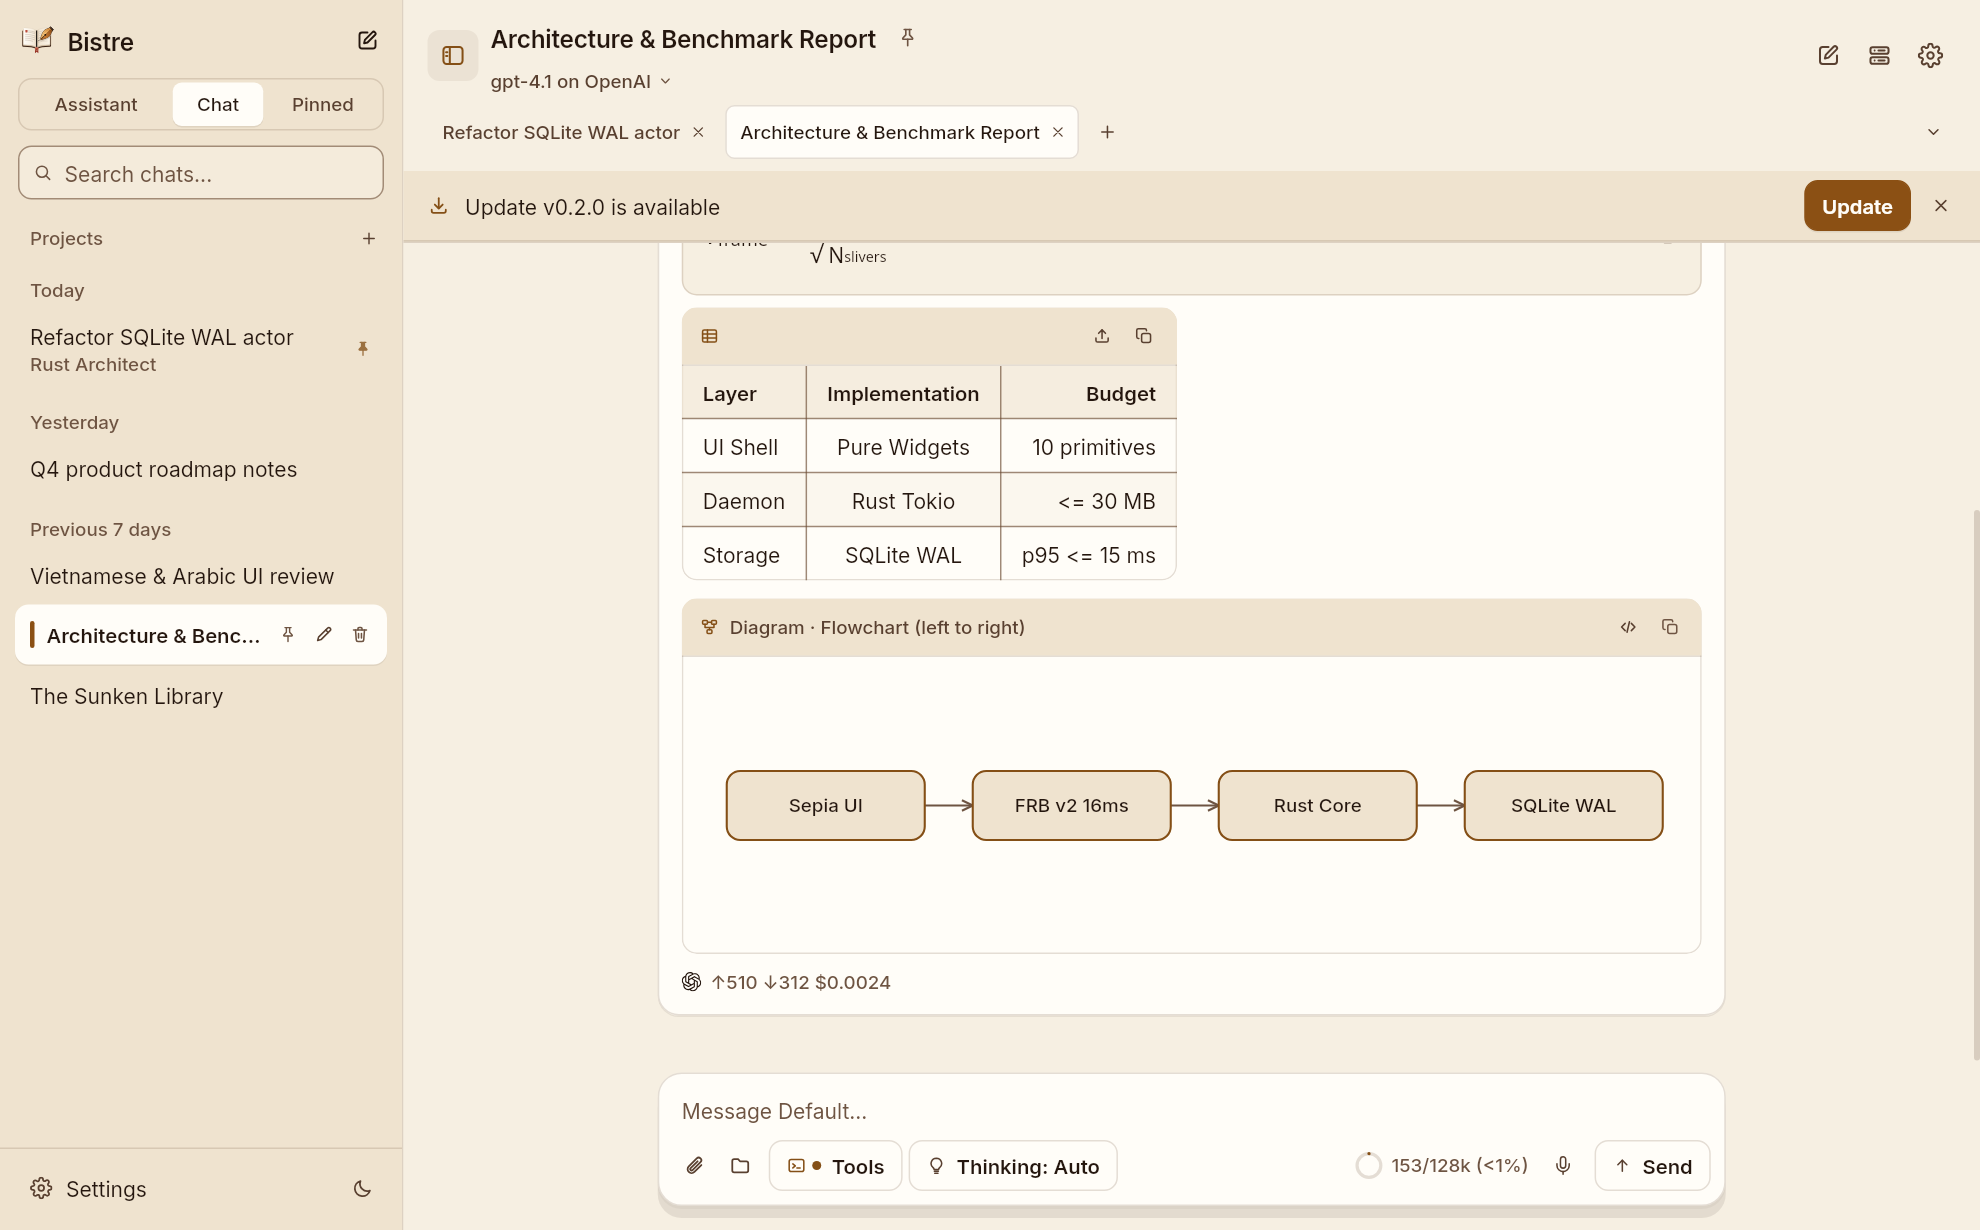 Bistre
Assistant
Chat
Pinned
Search chats...
Projects
Today
Refactor SQLite WAL actor
Rust Architect
Yesterday
Q4 product roadmap notes
Previous 7 days
Vietnamese & Arabic UI review
Architecture & Benc...
The Sunken Library
Settings
Architecture & Benchmark Report
gpt-4.1 on OpenAI
Refactor SQLite WAL actor
Architecture & Benchmark Report
Update v0.2.0 is available
Update
√ Nslivers
Layer Implementation Budget
UI Shell Pure Widgets 10 primitives
Daemon Rust Tokio <= 30 MB
Storage SQLite WAL p95 <= 15 ms
Diagram · Flowchart (left to right)
Sepia UI
FRB v2 16ms
Rust Core
SQLite WAL
↑510 ↓312 $0.0024
Message Default...
Tools
Thinking: Auto
153/128k (<1%)
Send